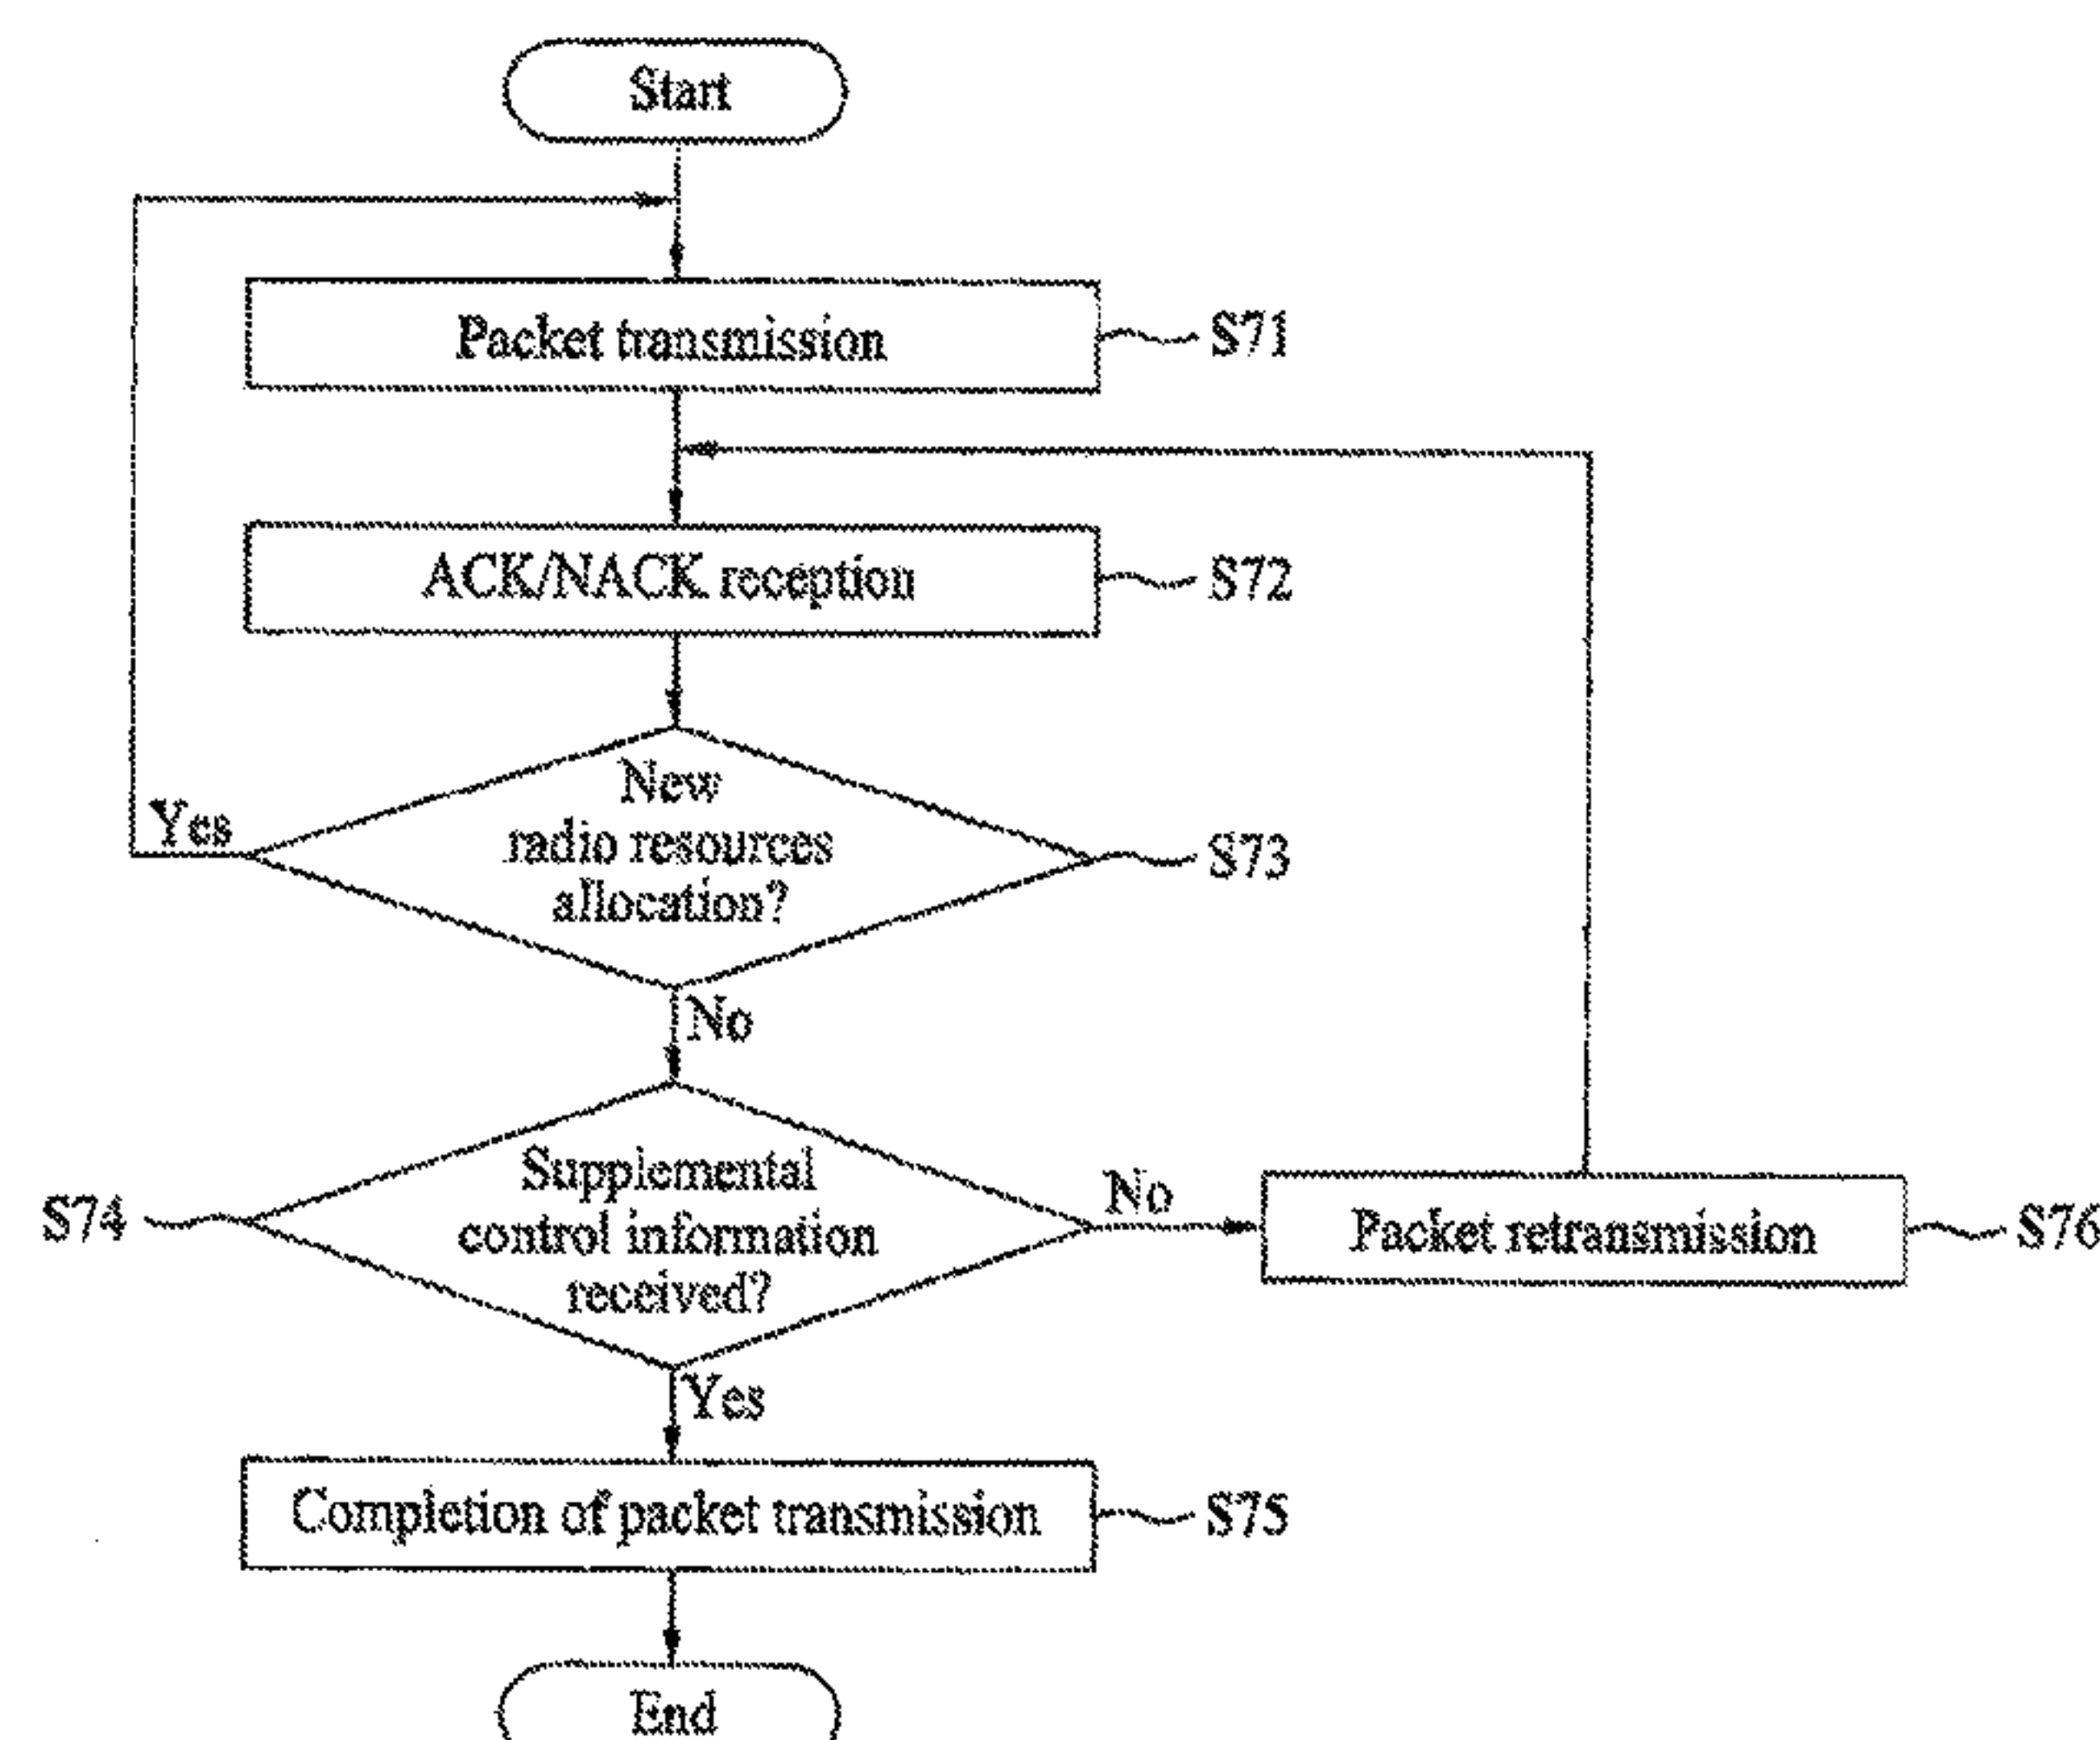 Start
Packet transmission
S71
ACK/NACK reception
S72
New
radio resources
allocation?
S73
Yes
No
Supplemental
control information
received?
S74
No
Packet retransmission
S76
Yes
Completion of packet transmission
S75
End